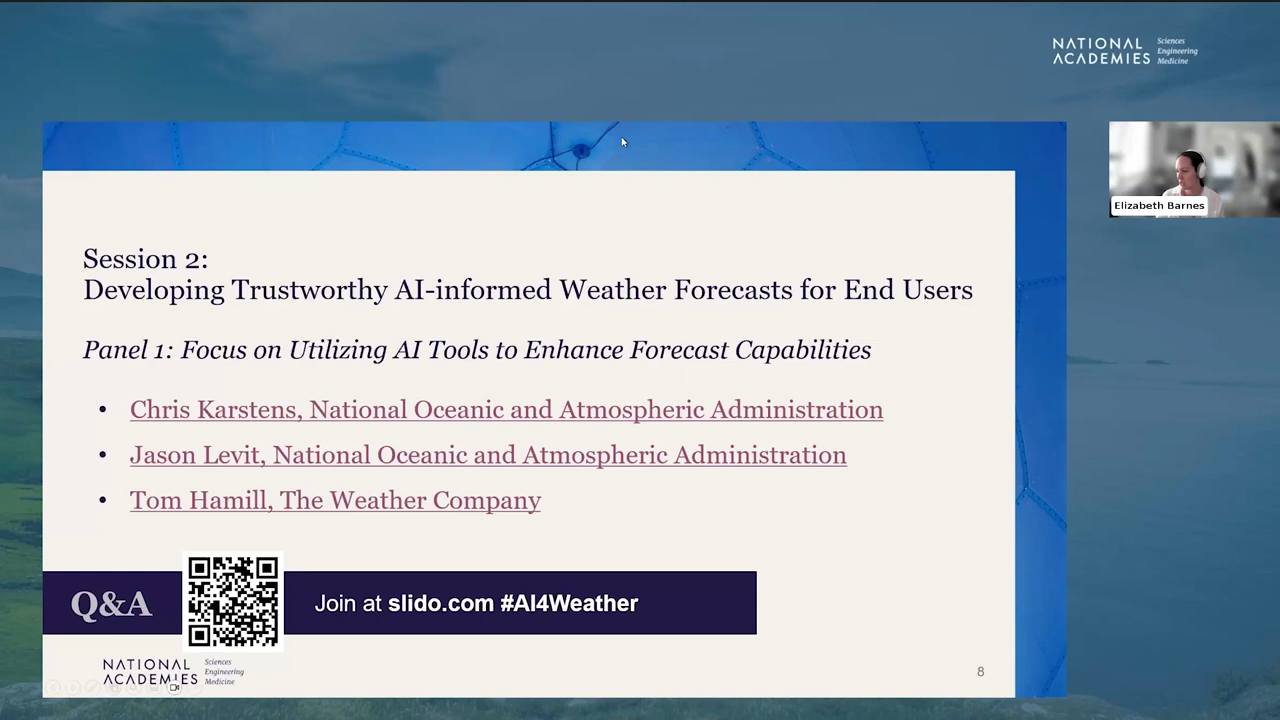 NATIONAL
ACADEMIES
Sciences
Engineering
Medicine
Elizabeth Barnes
Session 2:
Developing Trustworthy AI-informed Weather Forecasts for End Users
Panel 1: Focus on Utilizing AI Tools to Enhance Forecast Capabilities
• Chris Karstens, National Oceanic and Atmospheric Administration
• Jason Levit, National Oceanic and Atmospheric Administration
• Tom Hamill, The Weather Company
Q&A
Join at slido.com #AI4Weather
NATIONAL
ACADEMIES
Sciences
Engineering
Medicine
8